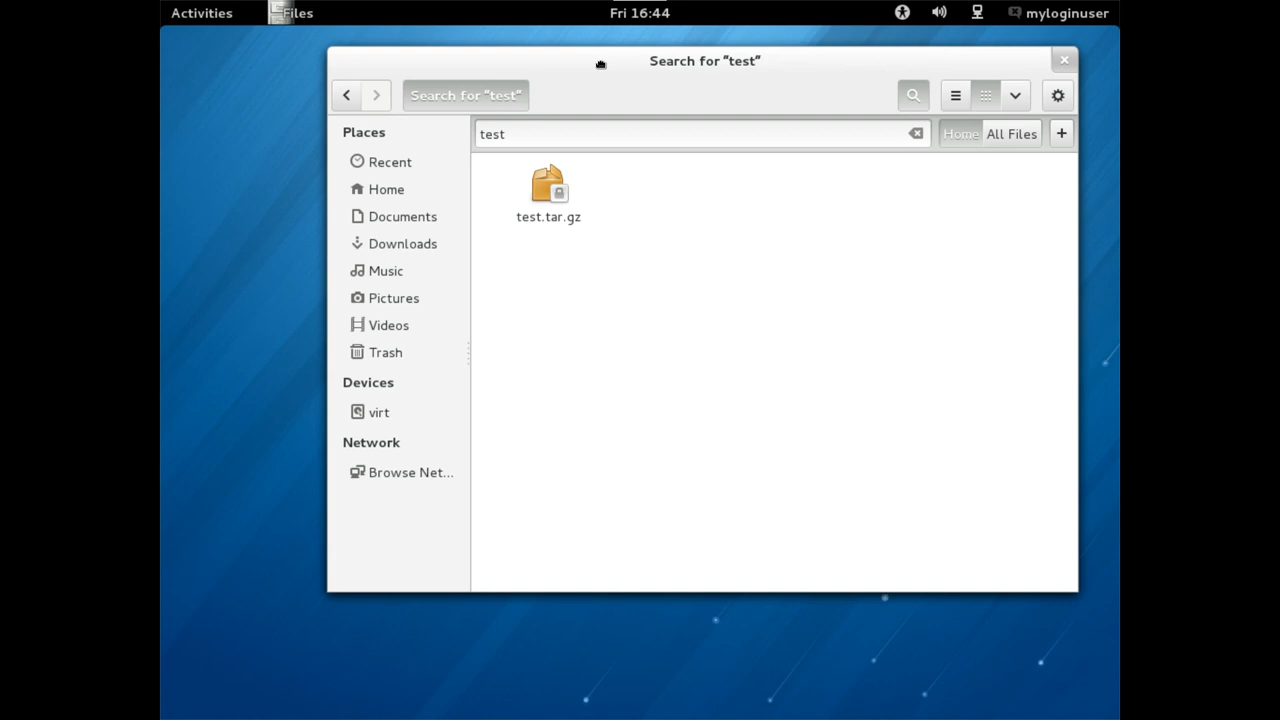 Activities Files Fri 16:44 myloginuser
Search for "test"
Search for "test"
Places
test Home All Files
Recent
Home
Documents
Downloads
Music
Pictures
Videos
Trash
Devices
virt
Network
Browse Net...
test.tar.gz